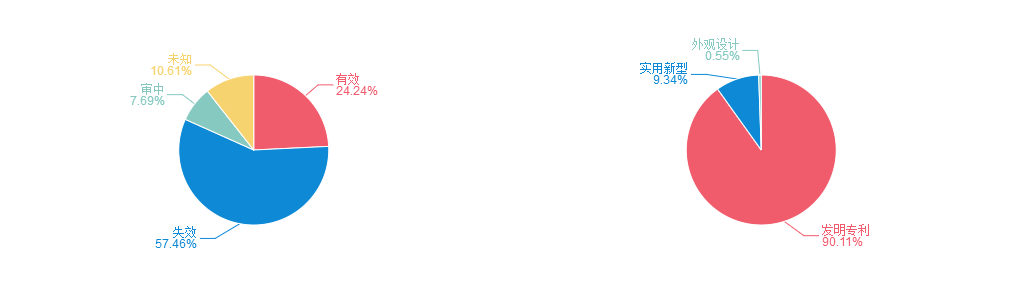 未知
10.61%
审中
7.69%
有效
24.24%
失效
57.46%
外观设计
0.55%
实用新型
9.34%
发明专利
90.11%